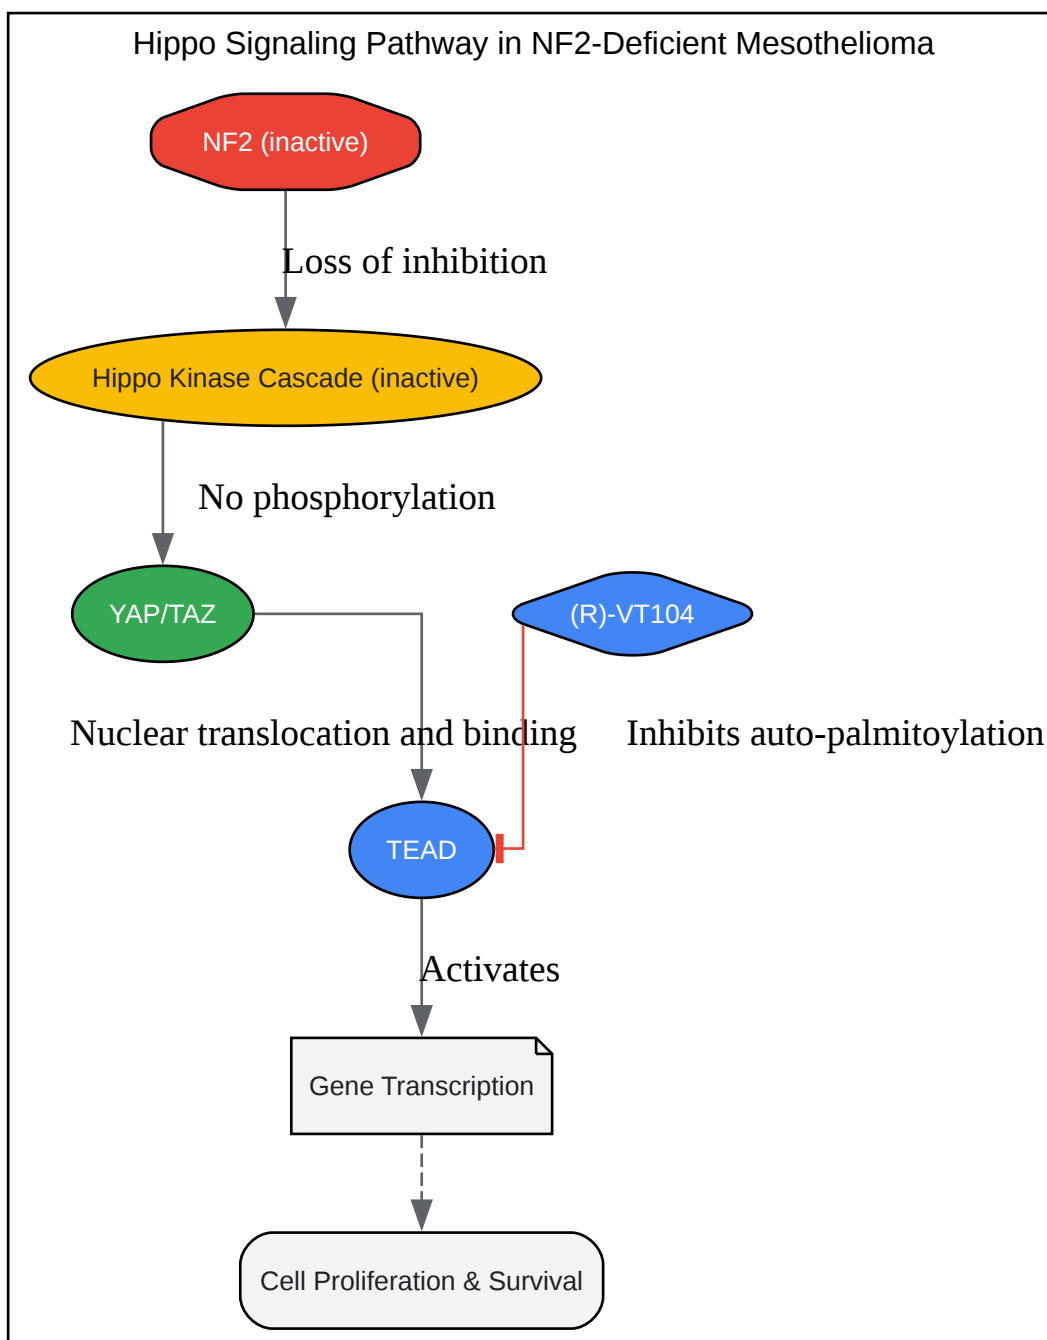 Hippo Signaling Pathway in NF2-Deficient Mesothelioma
NF2 (inactive)
Loss of inhibition
Hippo Kinase Cascade (inactive)
No phosphorylation
YAP/TAZ
(R)-VT104
Nuclear translocation and binding
Inhibits auto-palmitoylation
TEAD
Activates
Gene Transcription
Cell Proliferation & Survival